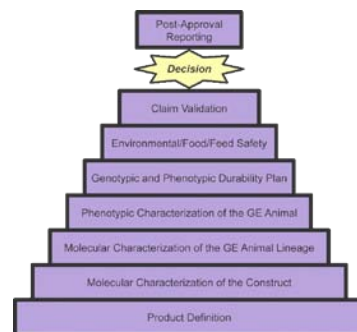 Post-Approval
Reporting
Decision
Claim Validation
Environmental/Food/Feed Safety
Genotypic and Phenotypic Durability Plan
Phenotypic Characterization of the GE Animal
Molecular Characterization of the GE Animal Lineage
Molecular Characterization of the Construct
Product Definition